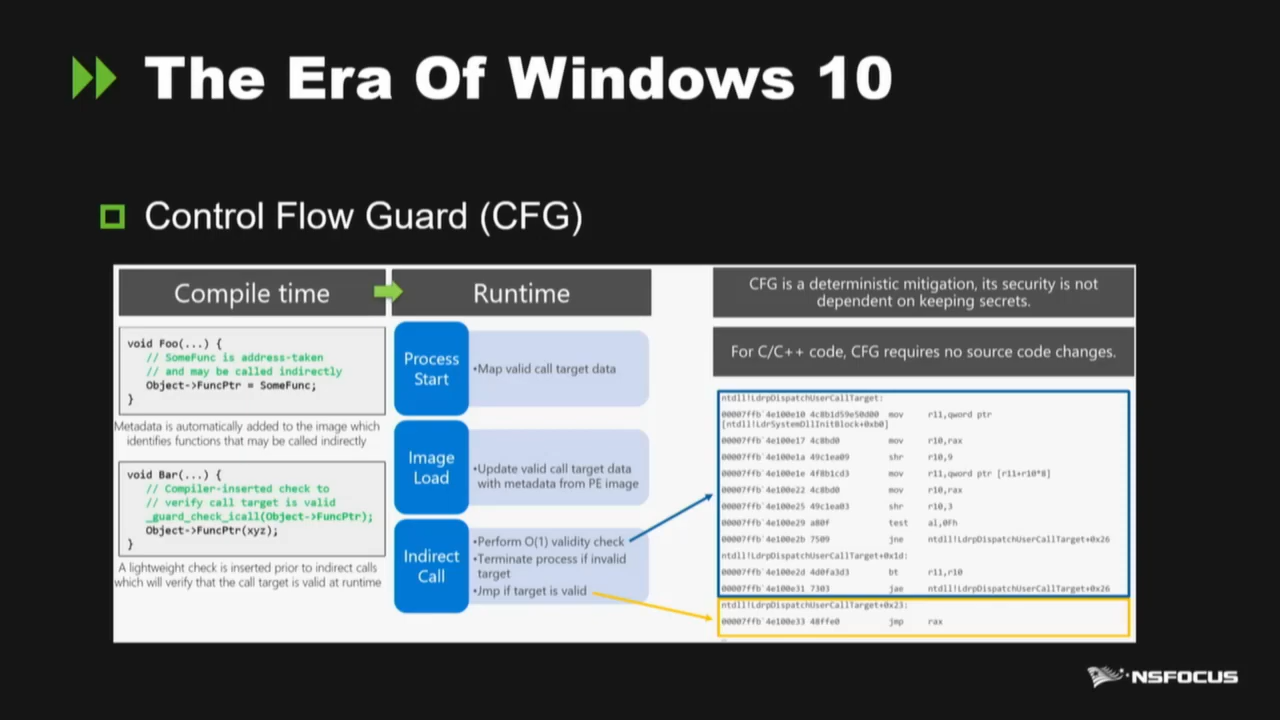 The Era Of Windows 10
Control Flow Guard (CFG)
Compile time
Runtime
void Foo(...) {
// SomeFunc is address-taken
// and may be called indirectly
Object->FuncPtr = SomeFunc;
}
Metadata is automatically added to the image which
identifies functions that may be called indirectly
void Bar(...) {
// Compiler-inserted check to
// verify call target is valid
_guard_check_icall(Object->FuncPtr);
Object->FuncPtr(xyz);
}
A lightweight check is inserted prior to indirect calls
which will verify that the call target is valid at runtime
Process
Start
•Map valid call target data
Image
Load
•Update valid call target data
with metadata from PE image
Indirect
Call
•Perform O(1) validity check
•Terminate process if invalid
target
•Jmp if target is valid
CFG is a deterministic mitigation, its security is not
dependent on keeping secrets.
For C/C++ code, CFG requires no source code changes.
ntdll!LdrpDispatchUserCallTarget:
00007ffb`4e100e10 4c8b1d59e50d00 mov r11,qword ptr
[ntdll!LdrSystemDllInitBlock+0xb0]
00007ffb`4e100e17 4c8bd0 mov r10,rax
00007ffb`4e100e1a 49c1ea09 shr r10,9
00007ffb`4e100e1e 4f8b1cd3 mov r11,qword ptr [r11+r10*8]
00007ffb`4e100e22 4c8bd0 mov r10,rax
00007ffb`4e100e25 49c1ea03 shr r10,3
00007ffb`4e100e29 a80f test al,0Fh
00007ffb`4e100e2b 7509 jne ntdll!LdrpDispatchUserCallTarget+0x26
ntdll!LdrpDispatchUserCallTarget+0x1d:
00007ffb`4e100e2d 4d0fa3d3 bt r11,r10
00007ffb`4e100e31 7303 jae ntdll!LdrpDispatchUserCallTarget+0x26
ntdll!LdrpDispatchUserCallTarget+0x23:
00007ffb`4e100e33 48ffe0 jmp rax
NSFOCUS